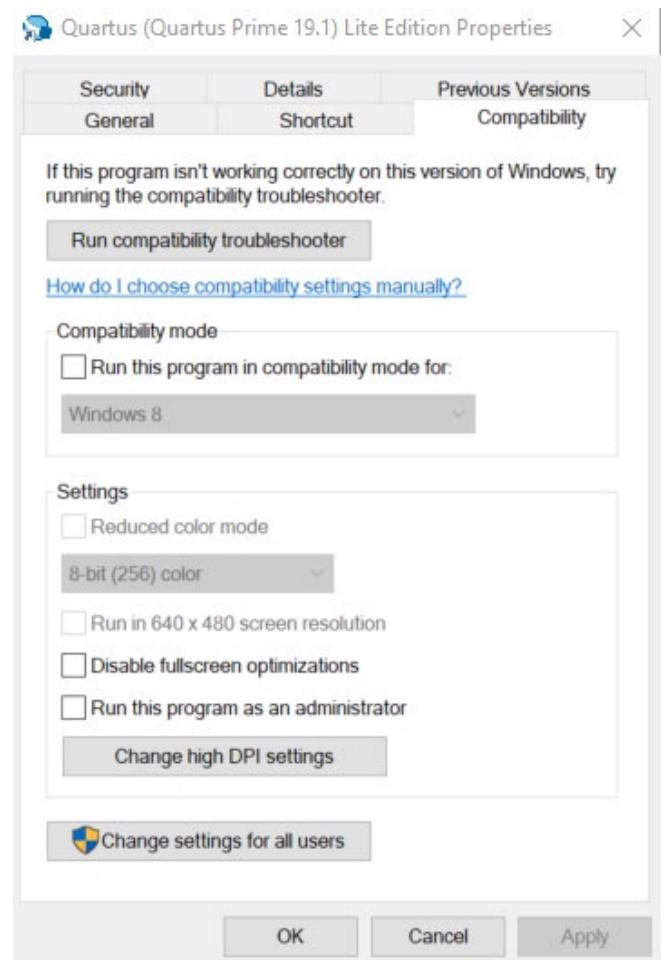 Quartus (Quartus Prime 19.1) Lite Edition Properties
Security Details Previous Versions
General Shortcut Compatibility
If this program isn't working correctly on this version of Windows, try
running the compatibility troubleshooter.
Run compatibility troubleshooter
How do I choose compatibility settings manually?
Compatibility mode
Run this program in compatibility mode for:
Windows 8
Settings
Reduced color mode
8-bit (256) color
Run in 640 x 480 screen resolution
Disable fullscreen optimizations
Run this program as an administrator
Change high DPI settings
Change settings for all users
OK Cancel Apply